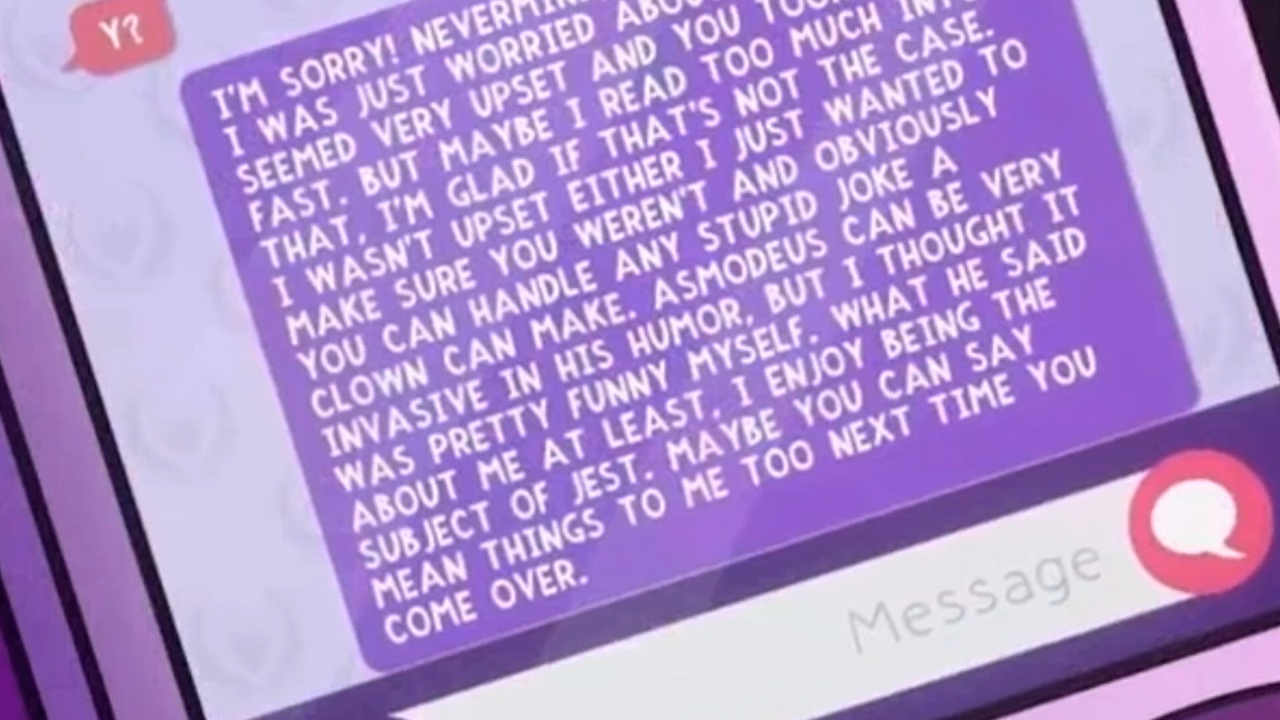 Y?
I'M SORRY!
I WAS JUST WORRIED
SEEMED VERY UPSET AND YOU
FAST. BUT MAYBE I READ TOO MUCH
THAT, I'M GLAD IF THAT'S NOT THE CASE.
I WASN'T UPSET EITHER I JUST WANTED TO
MAKE SURE YOU WEREN'T AND OBVIOUSLY
YOU CAN HANDLE ANY STUPID JOKE A
CLOWN CAN MAKE. ASMODEUS CAN BE VERY
INVASIVE IN HIS HUMOR, BUT I THOUGHT IT
WAS PRETTY FUNNY MYSELF. WHAT HE SAID
ABOUT ME AT LEAST, I ENJOY BEING THE
SUBJECT OF JEST. MAYBE YOU CAN SAY
MEAN THINGS TO ME TOO NEXT TIME YOU
COME OVER.
Message